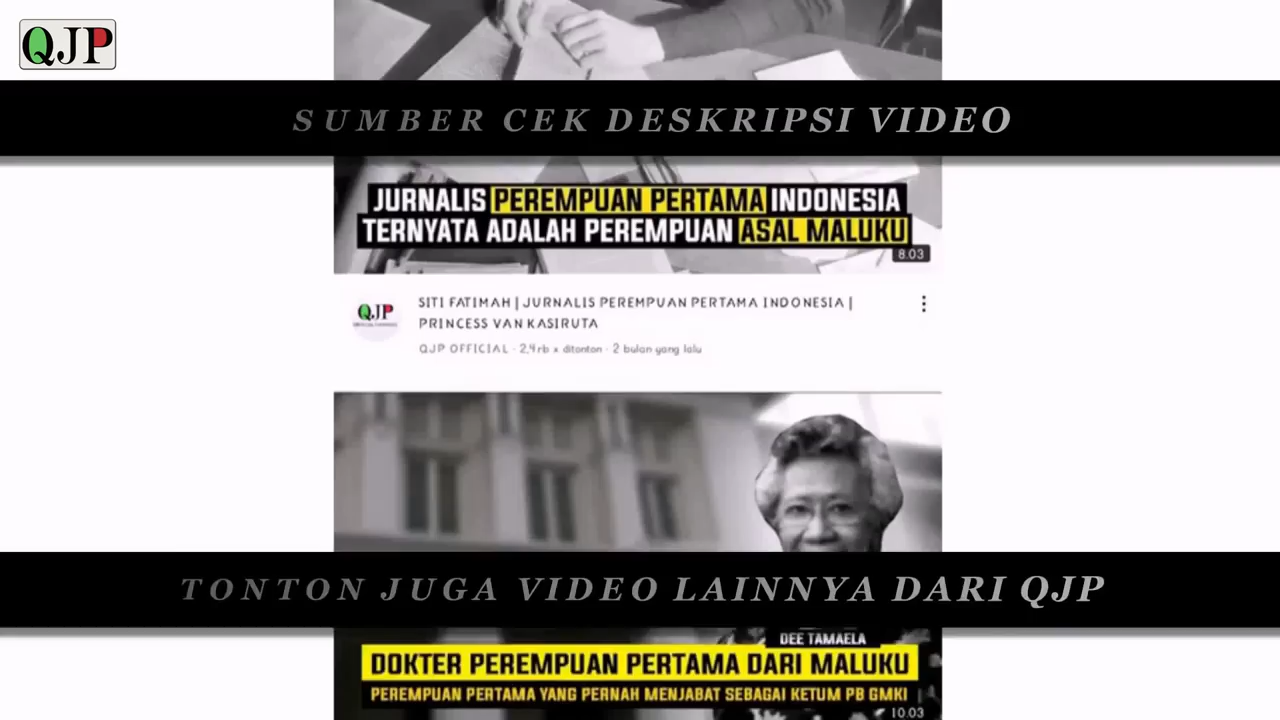 QJP
SUMBER CEK DESKRIPSI VIDEO
JURNALIS PEREMPUAN PERTAMA INDONESIA
TERNYATA ADALAH PEREMPUAN ASAL MALUKU
8.03
QJP
SITI FATIMAH | JURNALIS PEREMPUAN PERTAMA INDONESIA |
PRINCESS VAN KASIRUTA
QJP OFFICIAL · 2,4 rb x ditonton · 2 bulan yang lalu
TONTON JUGA VIDEO LAINNYA DARI QJP
DEE TAMAELA
DOKTER PEREMPUAN PERTAMA DARI MALUKU
PEREMPUAN PERTAMA YANG PERNAH MENJABAT SEBAGAI KETUM PB GMKI
10.03